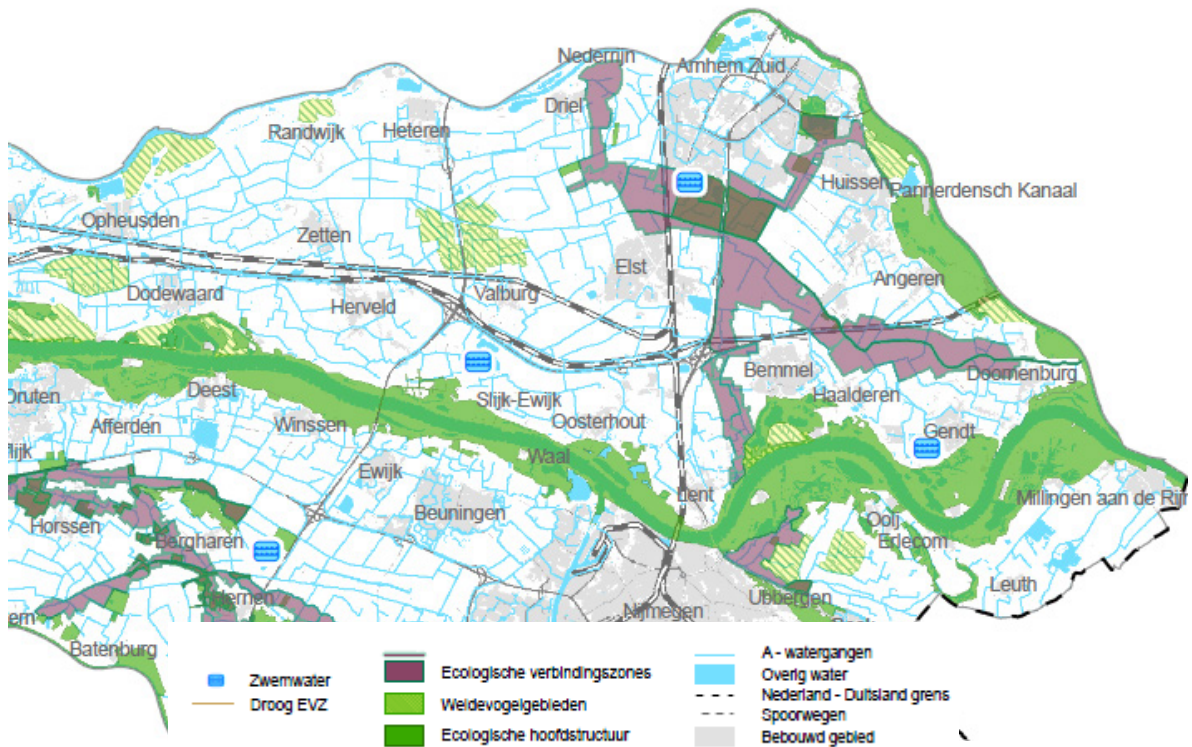 Nederrijn
Arnhem Zuid
Driel
Randwijk
Heteren
Huissen
Pannerdensch Kanaal
Opheusden
Zetten
Elst
Angeren
Dodewaard
Herveld
Valburg
Bemmel
Doornenburg
Haalderen
Deest
Slijk-Ewijk
Druten
Oosterhout
Afferden
Winssen
Gendt
Waal
Ewijk
Lent
Millingen aan de Rijn
Beuningen
Horssen
Ooij
Bergharen
Erlecom
Leuth
Hernen
Ubbergen
Nijmegen
Batenburg
Zwemwater
Droog EVZ
Ecologische verbindingszones
Weidevogelgebieden
Ecologische hoofdstructuur
A - watergangen
Overig water
Nederland - Duitsland grens
Spoorwegen
Bebouwd gebied